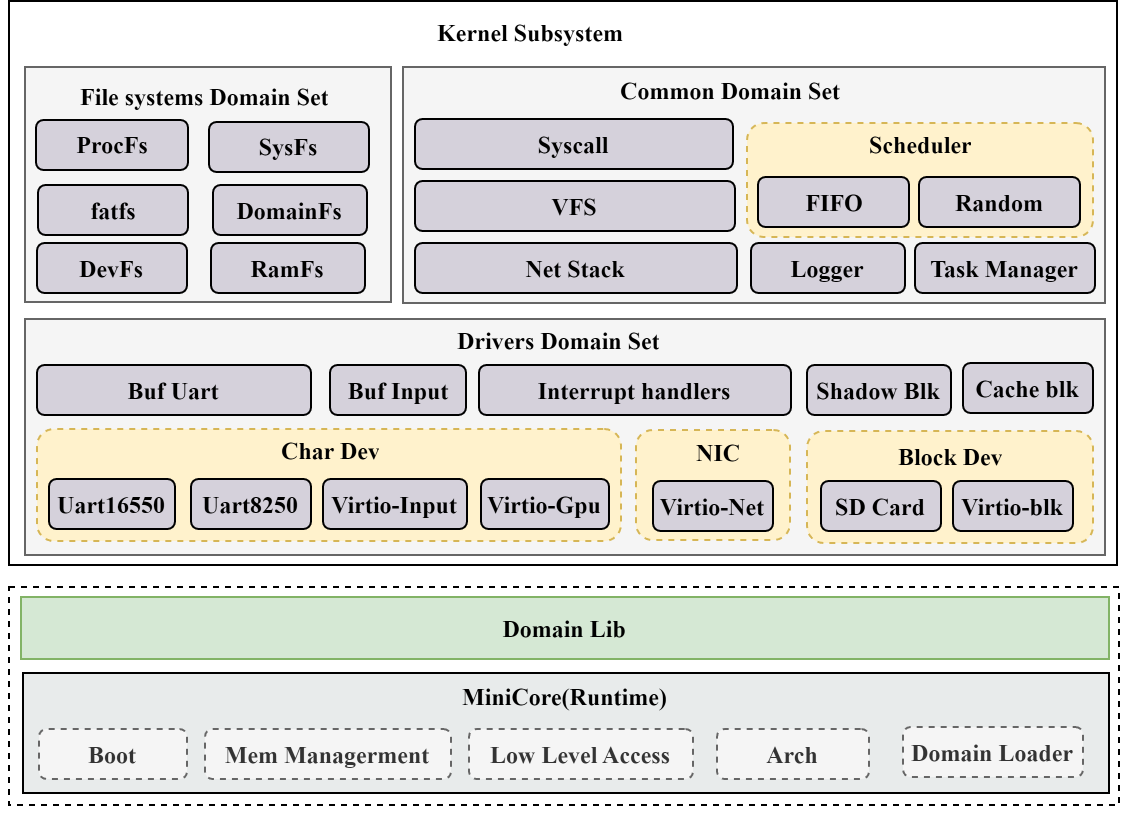 Kernel Subsystem
File systems Domain Set
ProcFs
SysFs
fatfs
DomainFs
DevFs
RamFs
Common Domain Set
Syscall
VFS
Net Stack
Scheduler
FIFO
Random
Logger
Task Manager
Drivers Domain Set
Buf Uart
Buf Input
Interrupt handlers
Shadow Blk
Cache blk
Char Dev
Uart16550
Uart8250
Virtio-Input
Virtio-Gpu
NIC
Virtio-Net
Block Dev
SD Card
Virtio-blk
Domain Lib
MiniCore(Runtime)
Boot
Mem Managerment
Low Level Access
Arch
Domain Loader